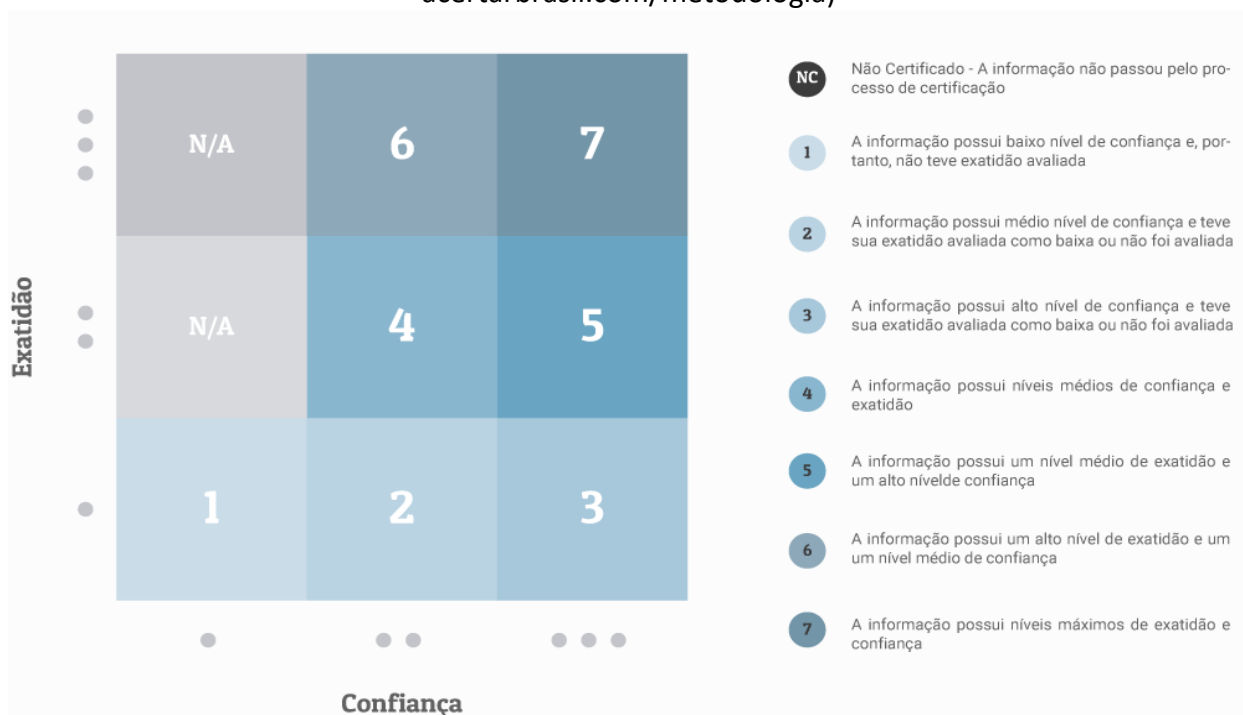 acertarbrasil.com/metodologia)
NC
Não Certificado - A informação não passou pelo pro-
cesso de certificação
N/A
6
7
1
A informação possui baixo nível de confiança e, por-
tanto, não teve exatidão avaliada
2
A informação possui médio nível de confiança e teve
sua exatidão avaliada como baixa ou não foi avaliada
Exatidão
N/A
4
5
3
A informação possui alto nível de confiança e teve
sua exatidão avaliada como baixa ou não foi avaliada
4
A informação possui níveis médios de confiança e
exatidão
1
2
3
5
A informação possui um nível médio de exatidão e
um alto nívelde confiança
6
A informação possui um alto nível de exatidão e um
um nível médio de confiança
7
A informação possui níveis máximos de exatidão e
confiança
Confiança